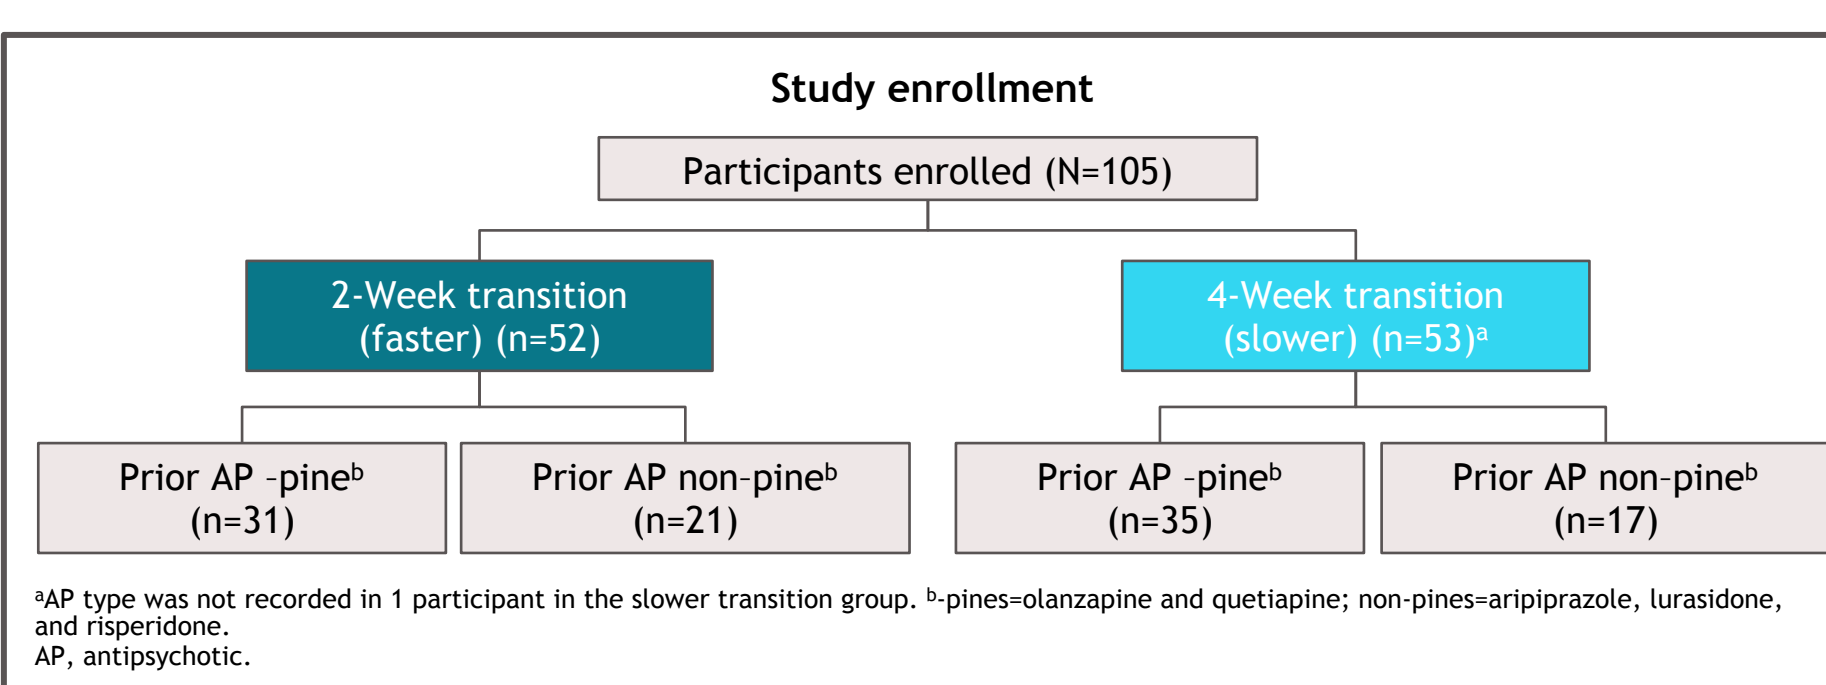 Study enrollment
Participants enrolled (N=105)
2-Week transition
(faster) (n=52)
4-Week transition
(slower) (n=53)ᵃ
Prior AP –pineᵇ
(n=31)
Prior AP non–pineᵇ
(n=21)
Prior AP –pineᵇ
(n=35)
Prior AP non–pineᵇ
(n=17)
ᵃAP type was not recorded in 1 participant in the slower transition group. ᵇ-pines=olanzapine and quetiapine; non-pines=aripiprazole, lurasidone,
and risperidone.
AP, antipsychotic.